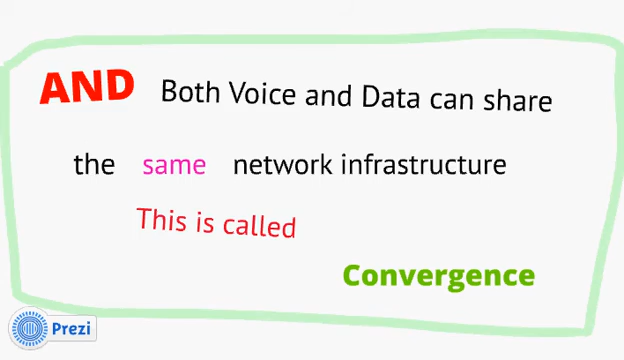 AND Both Voice and Data can share
the same network infrastructure
This is called
Convergence
Prezi